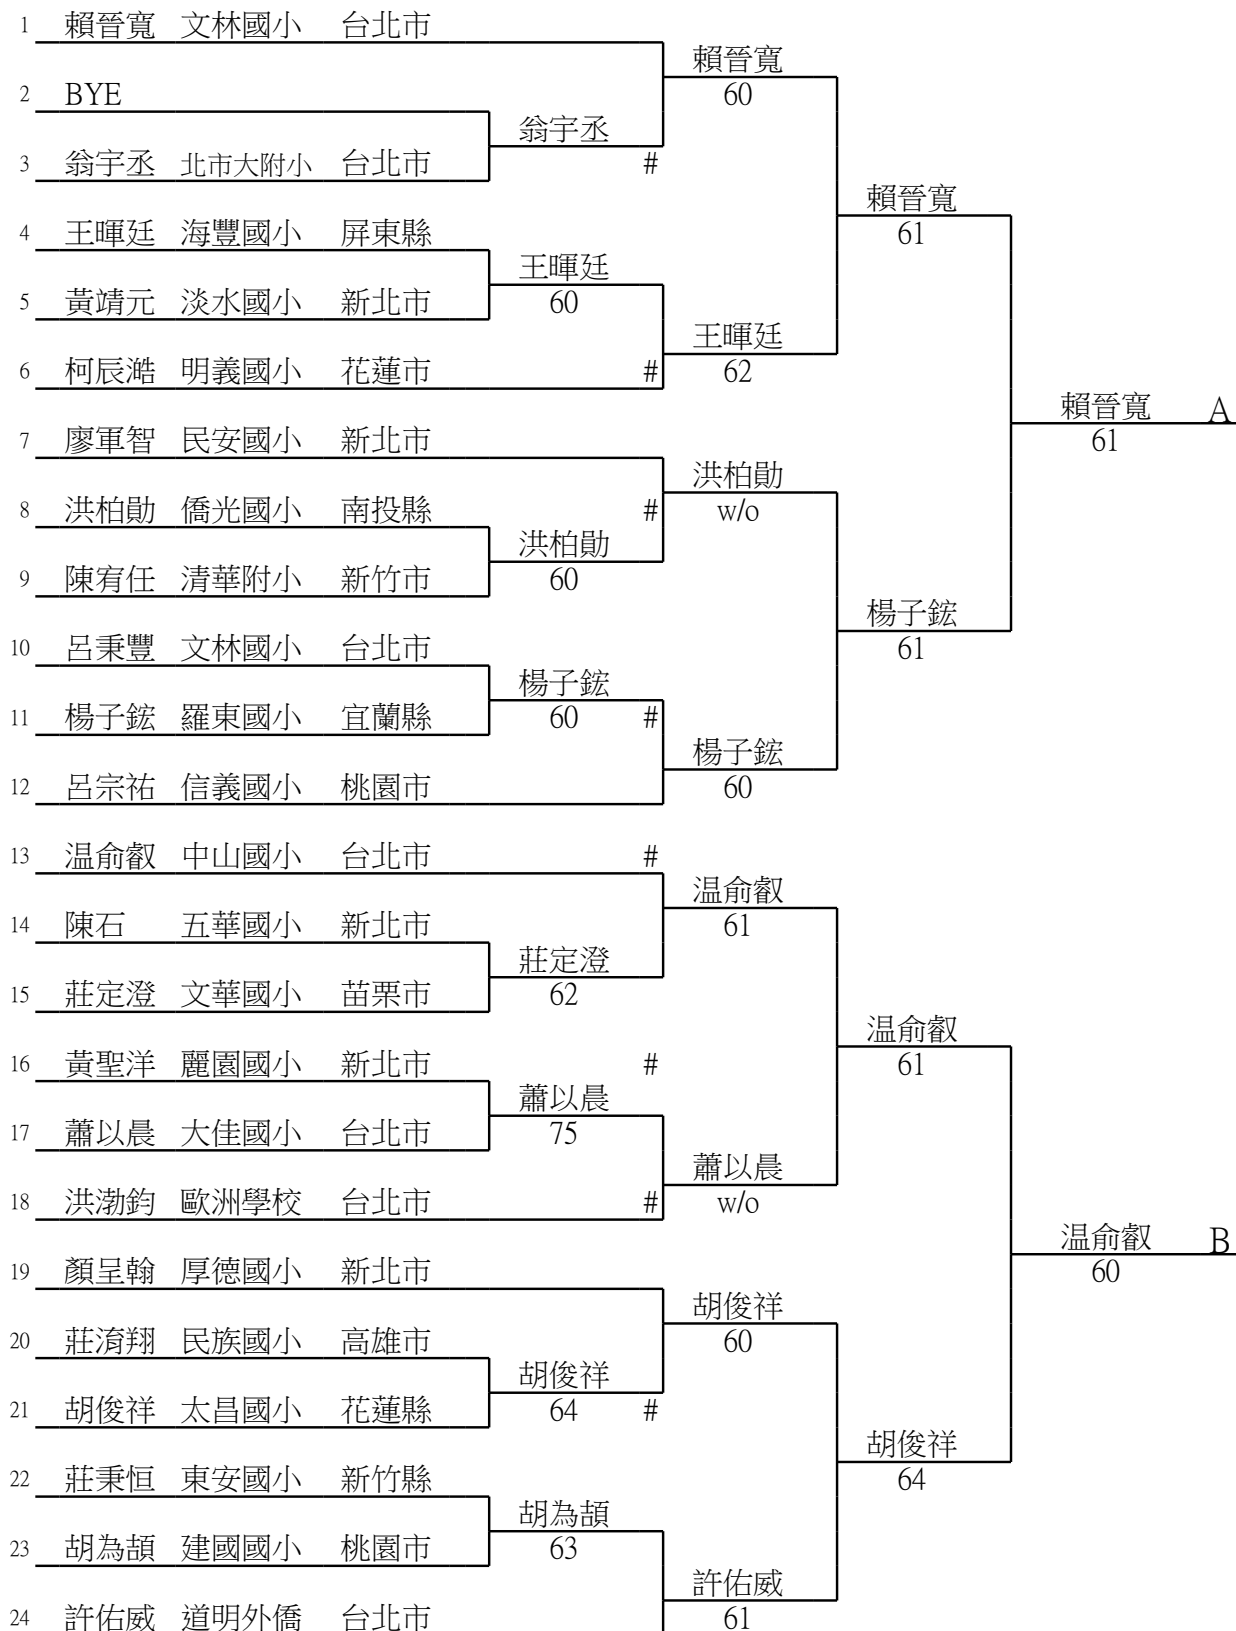 1 賴晉寬 文林國小 台北市
賴晉寬
2 BYE 60
翁宇丞
3 翁宇丞 北市大附小 台北市 #
賴晉寬
4 王暉廷 海豐國小 屏東縣 61
王暉廷
5 黃靖元 淡水國小 新北市 60
王暉廷
6 柯辰澔 明義國小 花蓮市 # 62
賴晉寬 A
7 廖軍智 民安國小 新北市 61
洪柏勛
8 洪柏勛 僑光國小 南投縣 # w/o
洪柏勛
9 陳宥任 清華附小 新竹市 60
楊子鋐
10 呂秉豐 文林國小 台北市 61
楊子鋐
11 楊子鋐 羅東國小 宜蘭縣 60 #
楊子鋐
12 呂宗祐 信義國小 桃園市 60
13 温俞叡 中山國小 台北市 #
温俞叡
14 陳石 五華國小 新北市 61
莊定澄
15 莊定澄 文華國小 苗栗市 62
温俞叡
16 黃聖洋 麗園國小 新北市 # 61
蕭以晨
17 蕭以晨 大佳國小 台北市 75
蕭以晨
18 洪渤鈞 歐洲學校 台北市 # w/o
温俞叡 B
19 顏呈翰 厚德國小 新北市 60
胡俊祥
20 莊淯翔 民族國小 高雄市 60
胡俊祥
21 胡俊祥 太昌國小 花蓮縣 64 #
胡俊祥
22 莊秉恒 東安國小 新竹縣 64
胡為頡
23 胡為頡 建國國小 桃園市 63
許佑威
24 許佑威 道明外僑 台北市 61